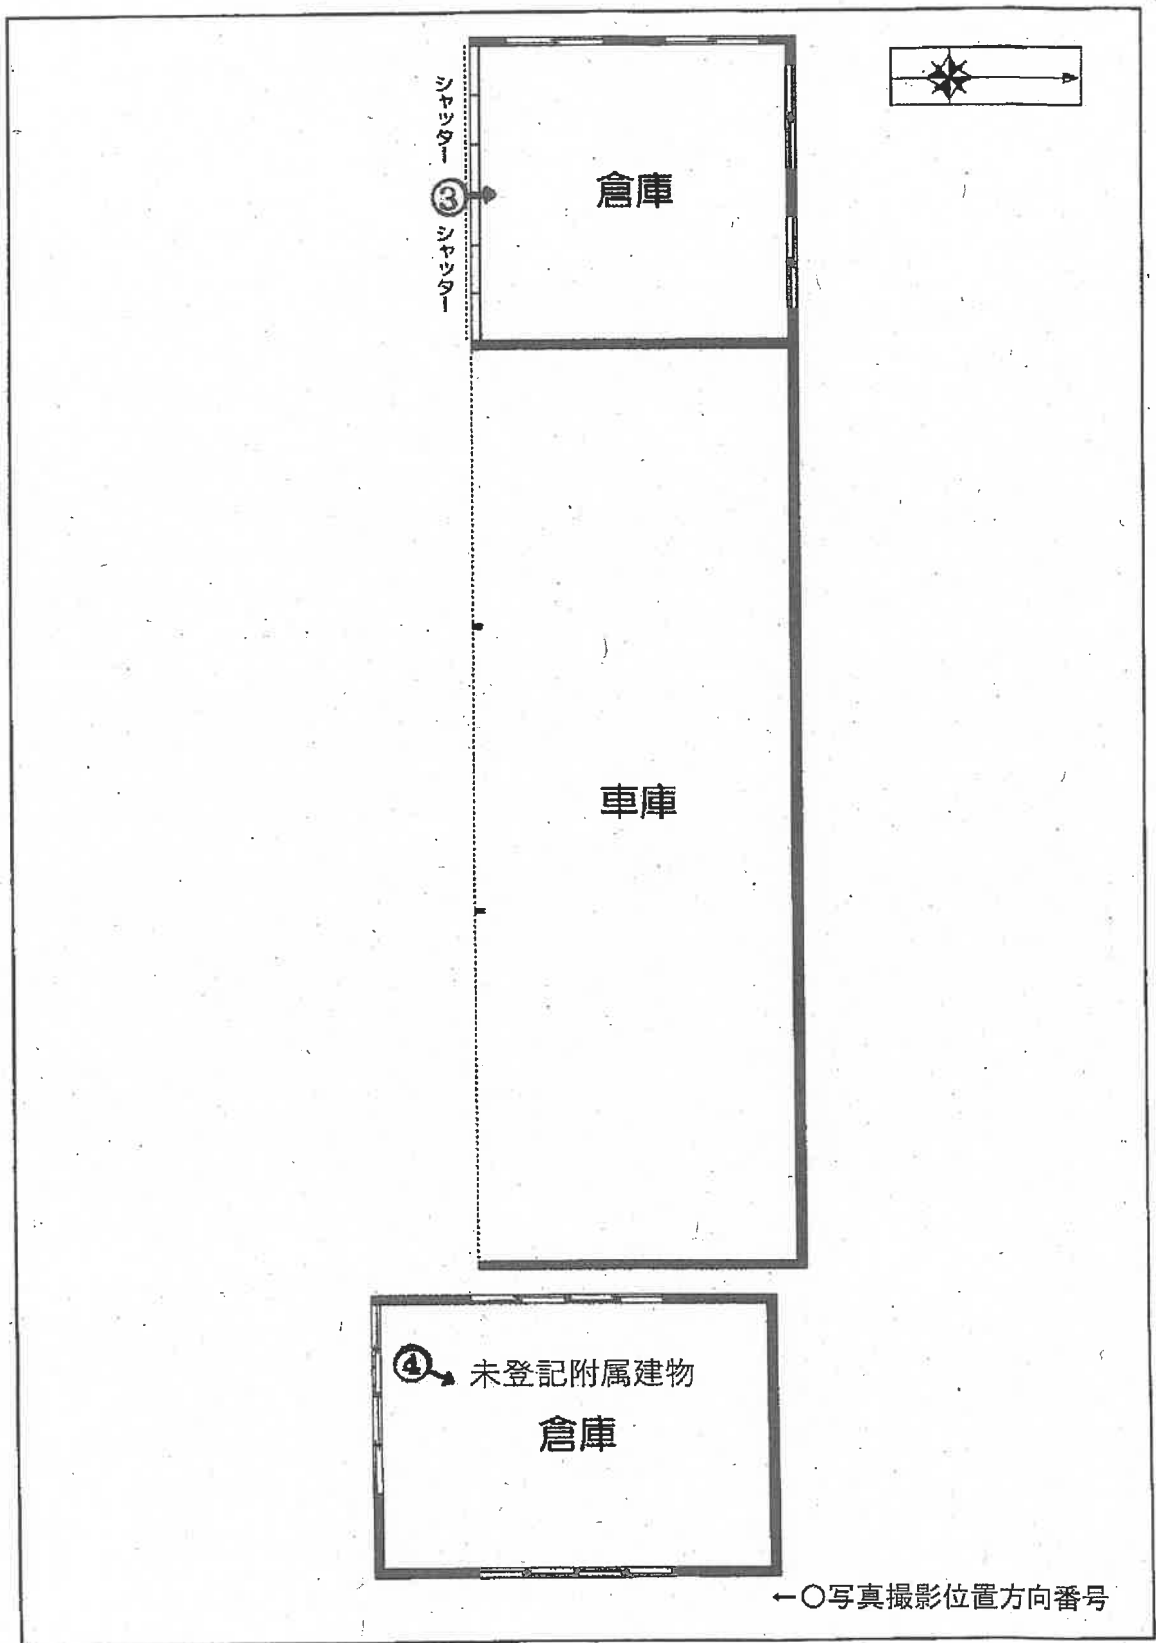 シャッター
③
シャッター
倉庫
車庫
④
未登記附属建物
倉庫
←○写真撮影位置方向番号